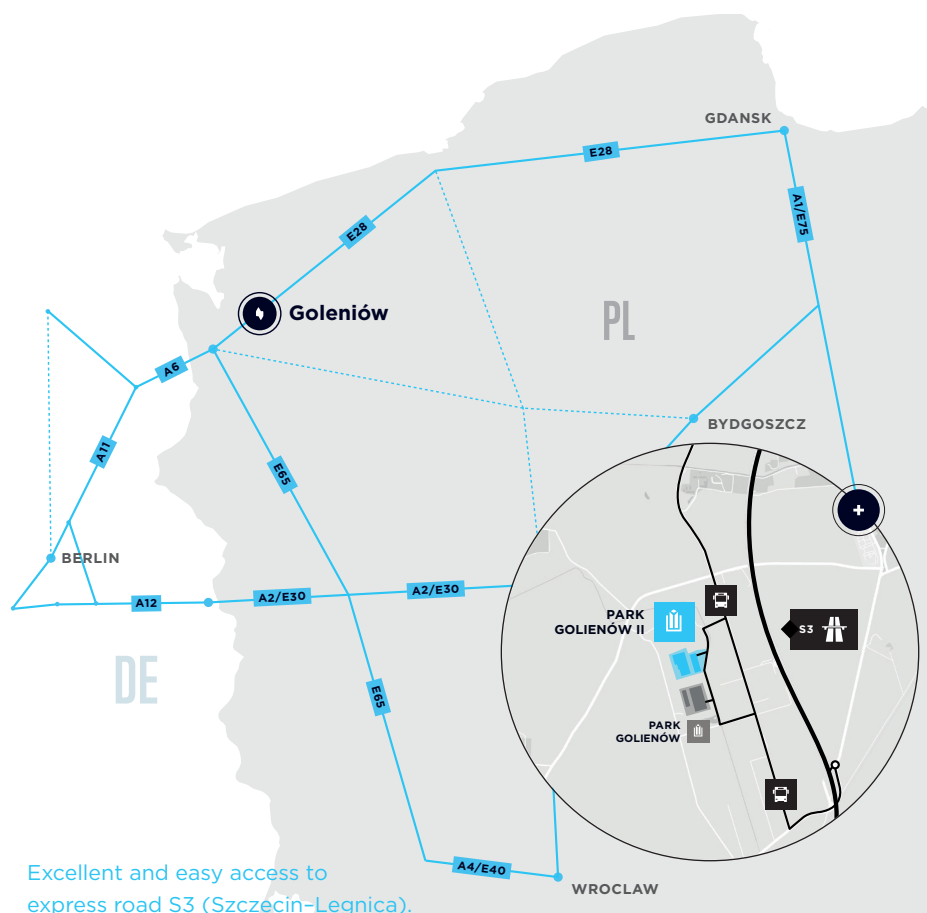 GDANSK
E28
A1/E75
E28
Goleniów
PL
A6
BYDGOSZCZ
A11
E65
BERLIN
A2/E30
A2/E30
A12
PARK
GOLIENÓW II
S3
DE
E65
PARK
GOLIENÓW
A4/E40
WROCLAW
Excellent and easy access to
express road S3 (Szczecin–Legnica).